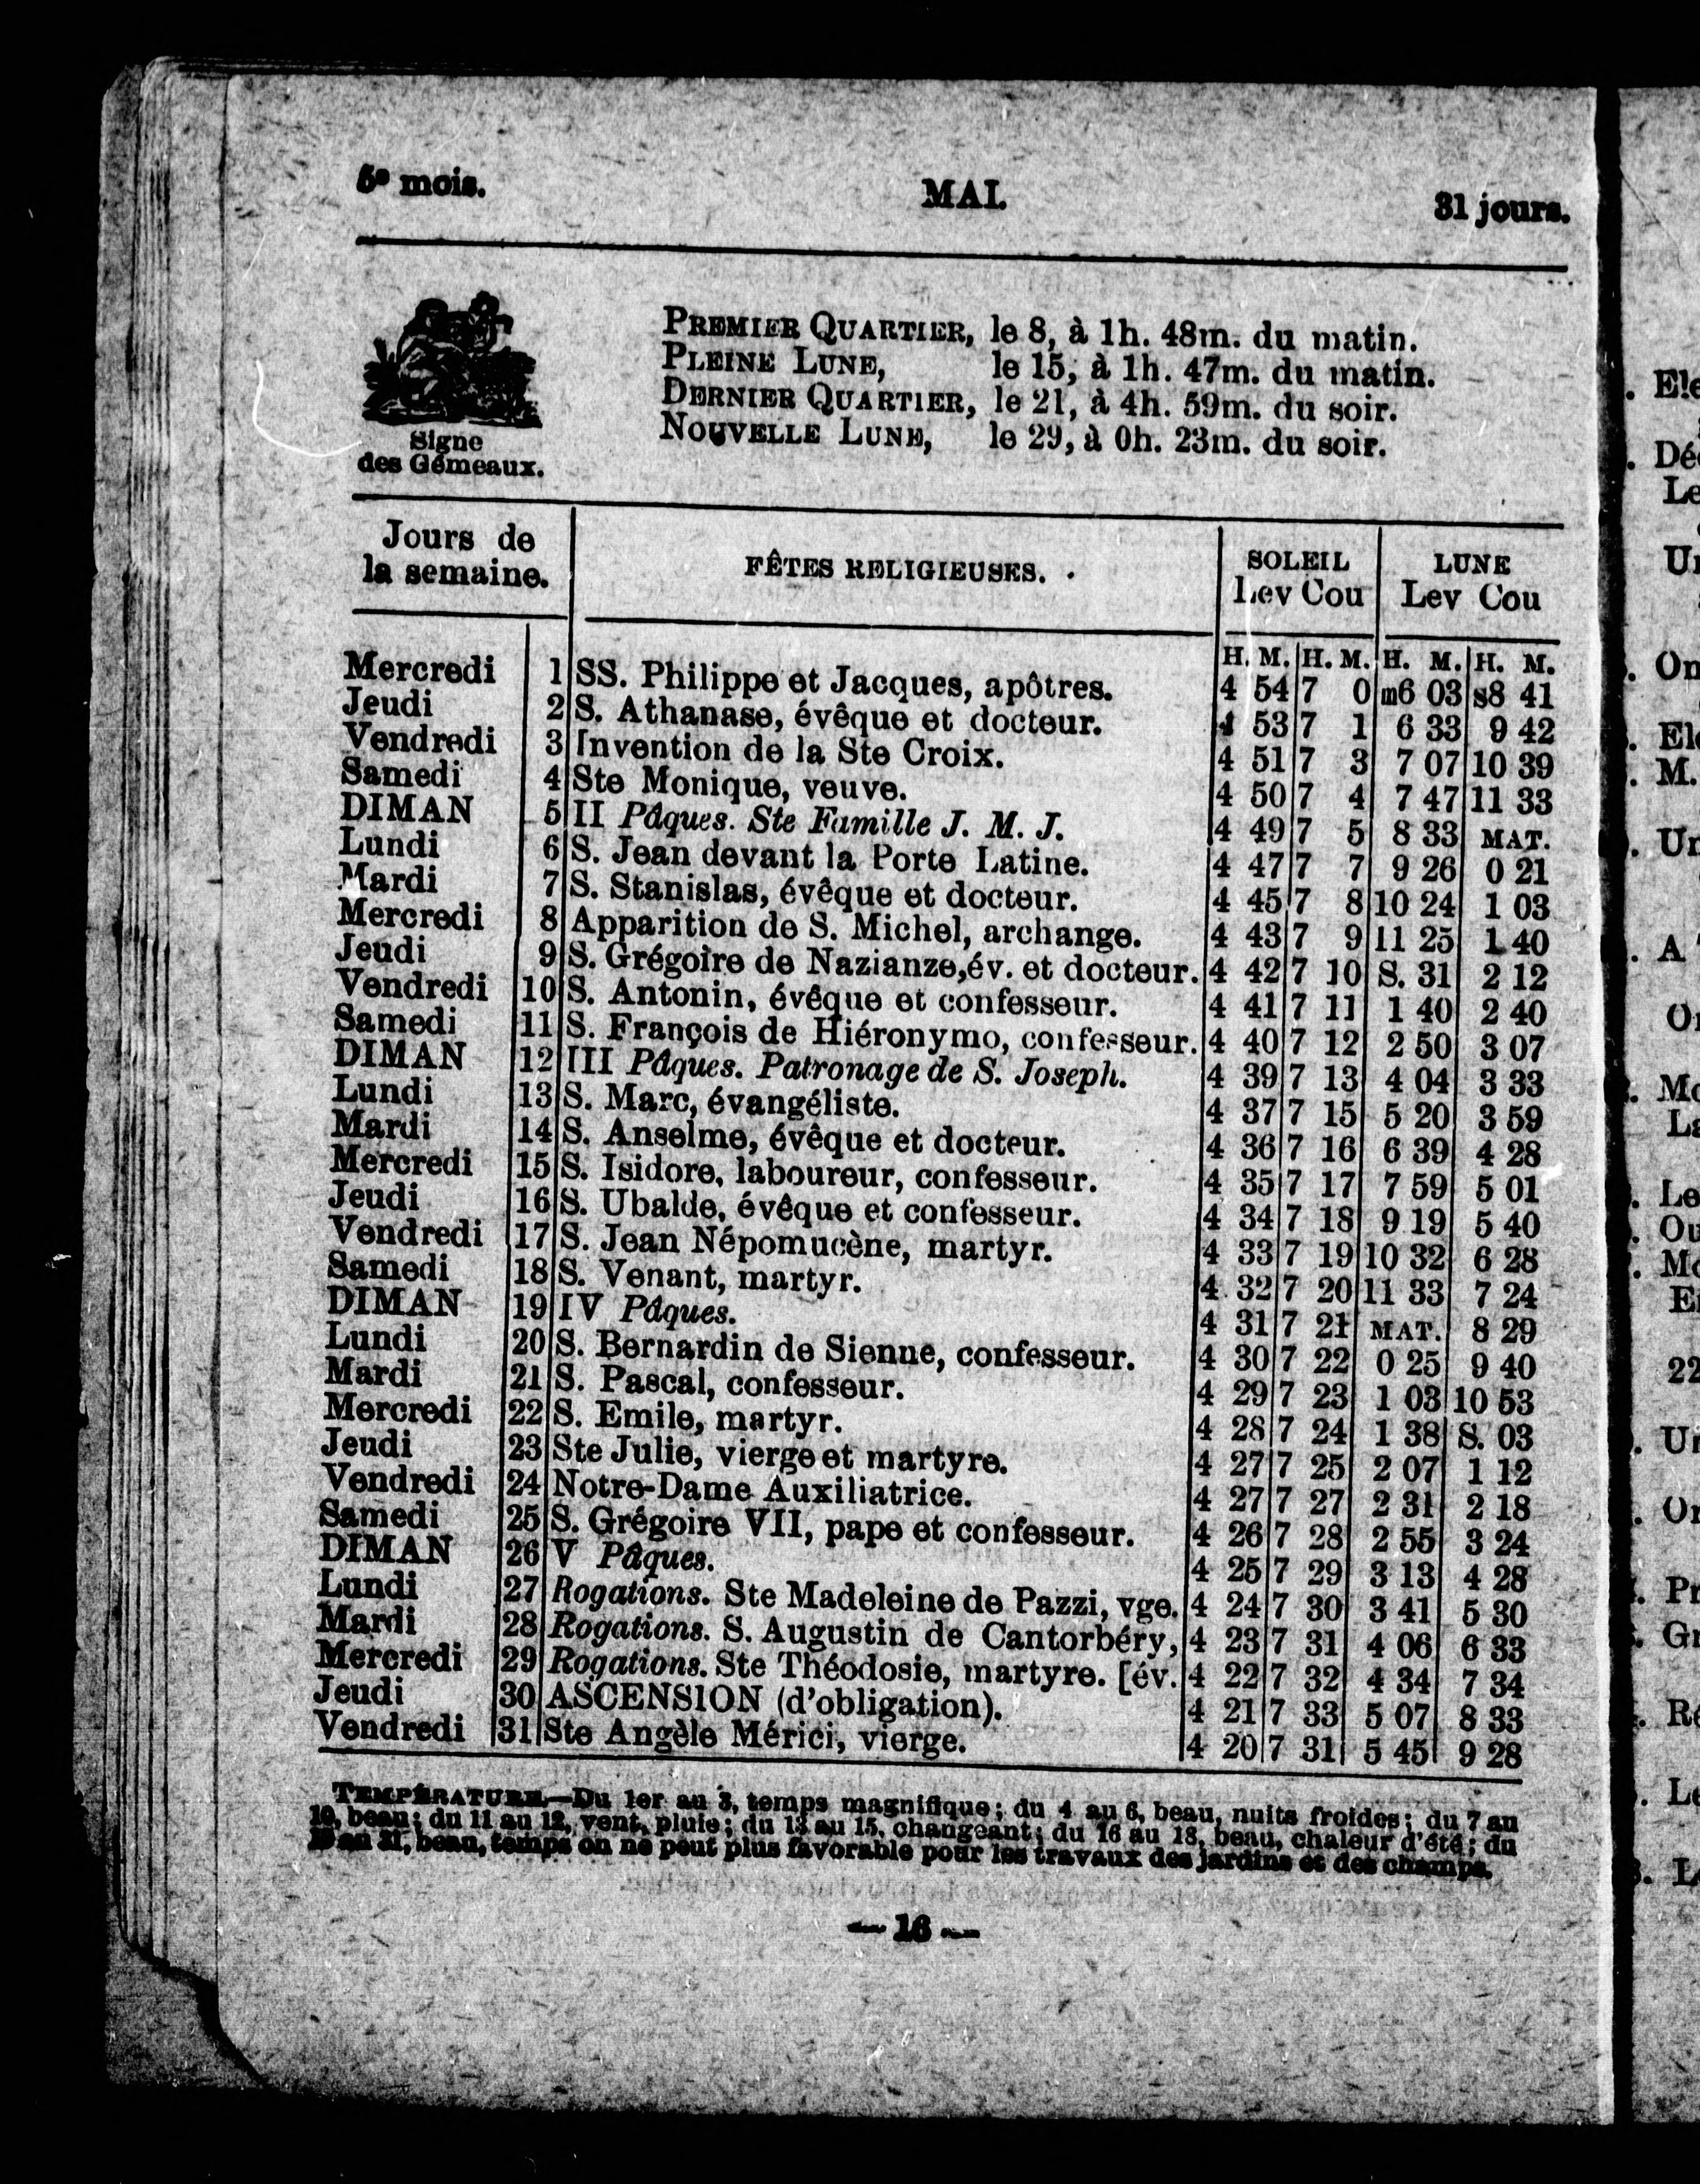 5e mois.
MAI.
31 jours.
PREMIER QUARTIER, le 8, à 1h. 48m. du matin.
PLEINE LUNE, le 15, à 1h. 47m. du matin.
DERNIER QUARTIER, le 21, à 4h. 59m. du soir.
NOUVELLE LUNE, le 29, à 0h. 23m. du soir.
Signe
des Gémeaux.
Jours de la semaine. FÊTES RELIGIEUSES. SOLEIL Lev Cou LUNE Lev Cou
H. M. H. M. H. M. H. M.
Mercredi 1 SS. Philippe et Jacques, apôtres. 4 54 7 0 m6 03 s8 41
Jeudi 2 S. Athanase, évêque et docteur. 4 53 7 1 6 33 9 42
Vendredi 3 Invention de la Ste Croix. 4 51 7 3 7 07 10 39
Samedi 4 Ste Monique, veuve. 4 50 7 4 7 47 11 33
DIMAN 5 II Pâques. Ste Famille J. M. J. 4 49 7 5 8 33 MAT.
Lundi 6 S. Jean devant la Porte Latine. 4 47 7 7 9 26 0 21
Mardi 7 S. Stanislas, évêque et docteur. 4 45 7 8 10 24 1 03
Mercredi 8 Apparition de S. Michel, archange. 4 43 7 9 11 25 1 40
Jeudi 9 S. Grégoire de Nazianze, év. et docteur. 4 42 7 10 S. 31 2 12
Vendredi 10 S. Antonin, évêque et confesseur. 4 41 7 11 1 40 2 40
Samedi 11 S. François de Hiéronymo, confesseur. 4 40 7 12 2 50 3 07
DIMAN 12 III Pâques. Patronage de S. Joseph. 4 39 7 13 4 04 3 33
Lundi 13 S. Marc, évangéliste. 4 37 7 15 5 20 3 59
Mardi 14 S. Anselme, évêque et docteur. 4 36 7 16 6 39 4 28
Mercredi 15 S. Isidore, laboureur, confesseur. 4 35 7 17 7 59 5 01
Jeudi 16 S. Ubalde, évêque et confesseur. 4 34 7 18 9 19 5 40
Vendredi 17 S. Jean Népomucène, martyr. 4 33 7 19 10 32 6 28
Samedi 18 S. Venant, martyr. 4 32 7 20 11 33 7 24
DIMAN 19 IV Pâques. 4 31 7 21 MAT. 8 29
Lundi 20 S. Bernardin de Sienne, confesseur. 4 30 7 22 0 25 9 40
Mardi 21 S. Pascal, confesseur. 4 29 7 23 1 03 10 53
Mercredi 22 S. Emile, martyr. 4 28 7 24 1 38 S. 03
Jeudi 23 Ste Julie, vierge et martyre. 4 27 7 25 2 07 1 12
Vendredi 24 Notre-Dame Auxiliatrice. 4 27 7 27 2 31 2 18
Samedi 25 S. Grégoire VII, pape et confesseur. 4 26 7 28 2 55 3 24
DIMAN 26 V Pâques. 4 25 7 29 3 13 4 28
Lundi 27 Rogations. Ste Madeleine de Pazzi, vge. 4 24 7 30 3 41 5 30
Mardi 28 Rogations. S. Augustin de Cantorbéry, 4 23 7 31 4 06 6 33
Mercredi 29 Rogations. Ste Théodosie, martyre. [év. 4 22 7 32 4 34 7 34
Jeudi 30 ASCENSION (d'obligation). 4 21 7 33 5 07 8 33
Vendredi 31 Ste Angèle Mérici, vierge. 4 20 7 31 5 45 9 28
TEMPÉRATURE.—Du 1er au 3, temps magnifique; du 4 au 6, beau, nuits froides; du 7 au
10, beau; du 11 au 12, vent, pluie; du 13 au 15, changeant; du 16 au 18, beau, chaleur d'été; du
19 au 31, beau, temps on ne peut plus favorable pour les travaux des jardins et des champs.
— 16 —